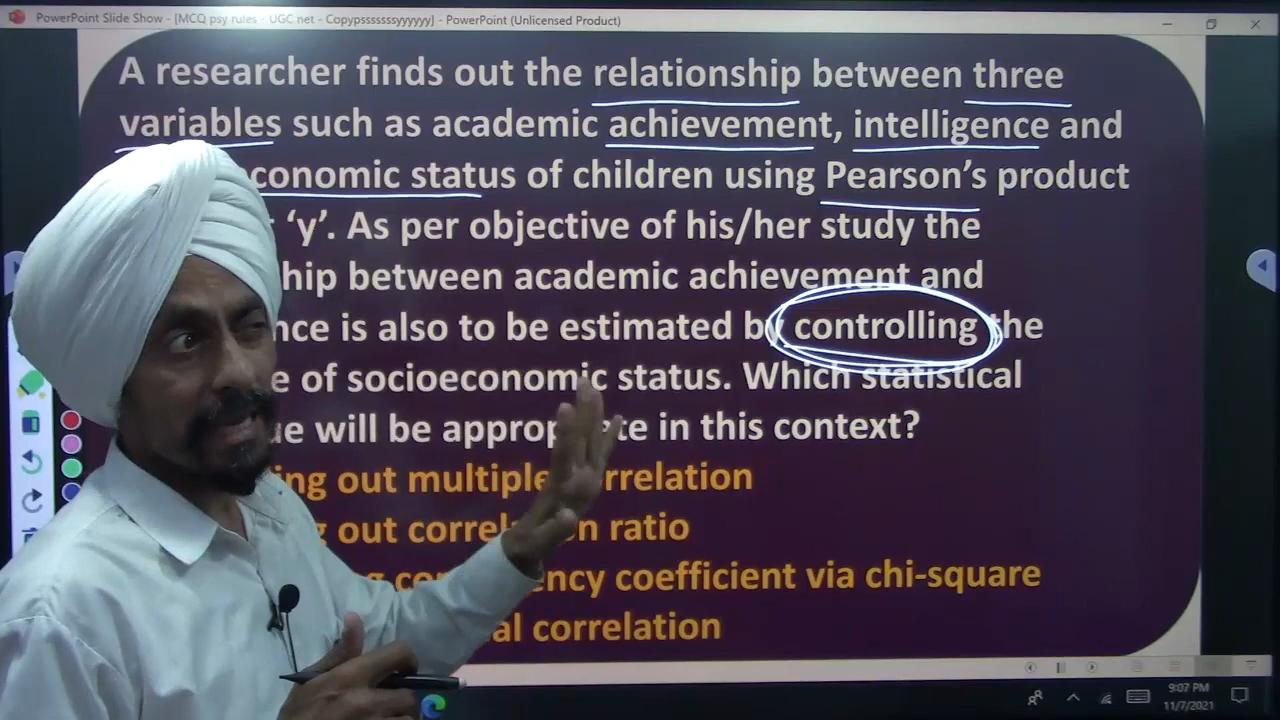 PowerPoint Slide Show - [MCQ psy rules - UGC net - Copypsssssssyyyyyy] - PowerPoint (Unlicensed Product)
A researcher finds out the relationship between three
variables such as academic achievement, intelligence and
conomic status of children using Pearson's product
'y'. As per objective of his/her study the
hip between academic achievement and
nce is also to be estimated by controlling the
e of socioeconomic status. Which statistical
ue will be appropriate in this context?
ing out multiple correlation
g out correlation ratio
g con ency coefficient via chi-square
al correlation
9:07 PM
11/7/2021